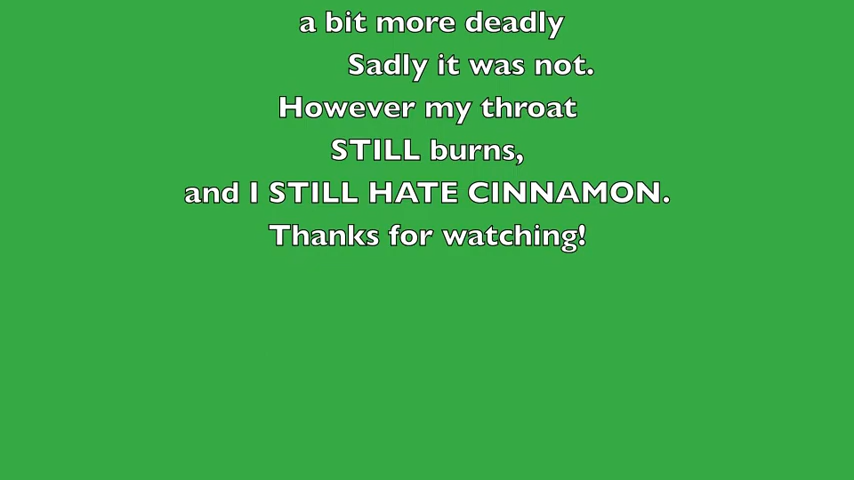 a bit more deadly
Sadly it was not.
However my throat
STILL burns,
and I STILL HATE CINNAMON.
Thanks for watching!